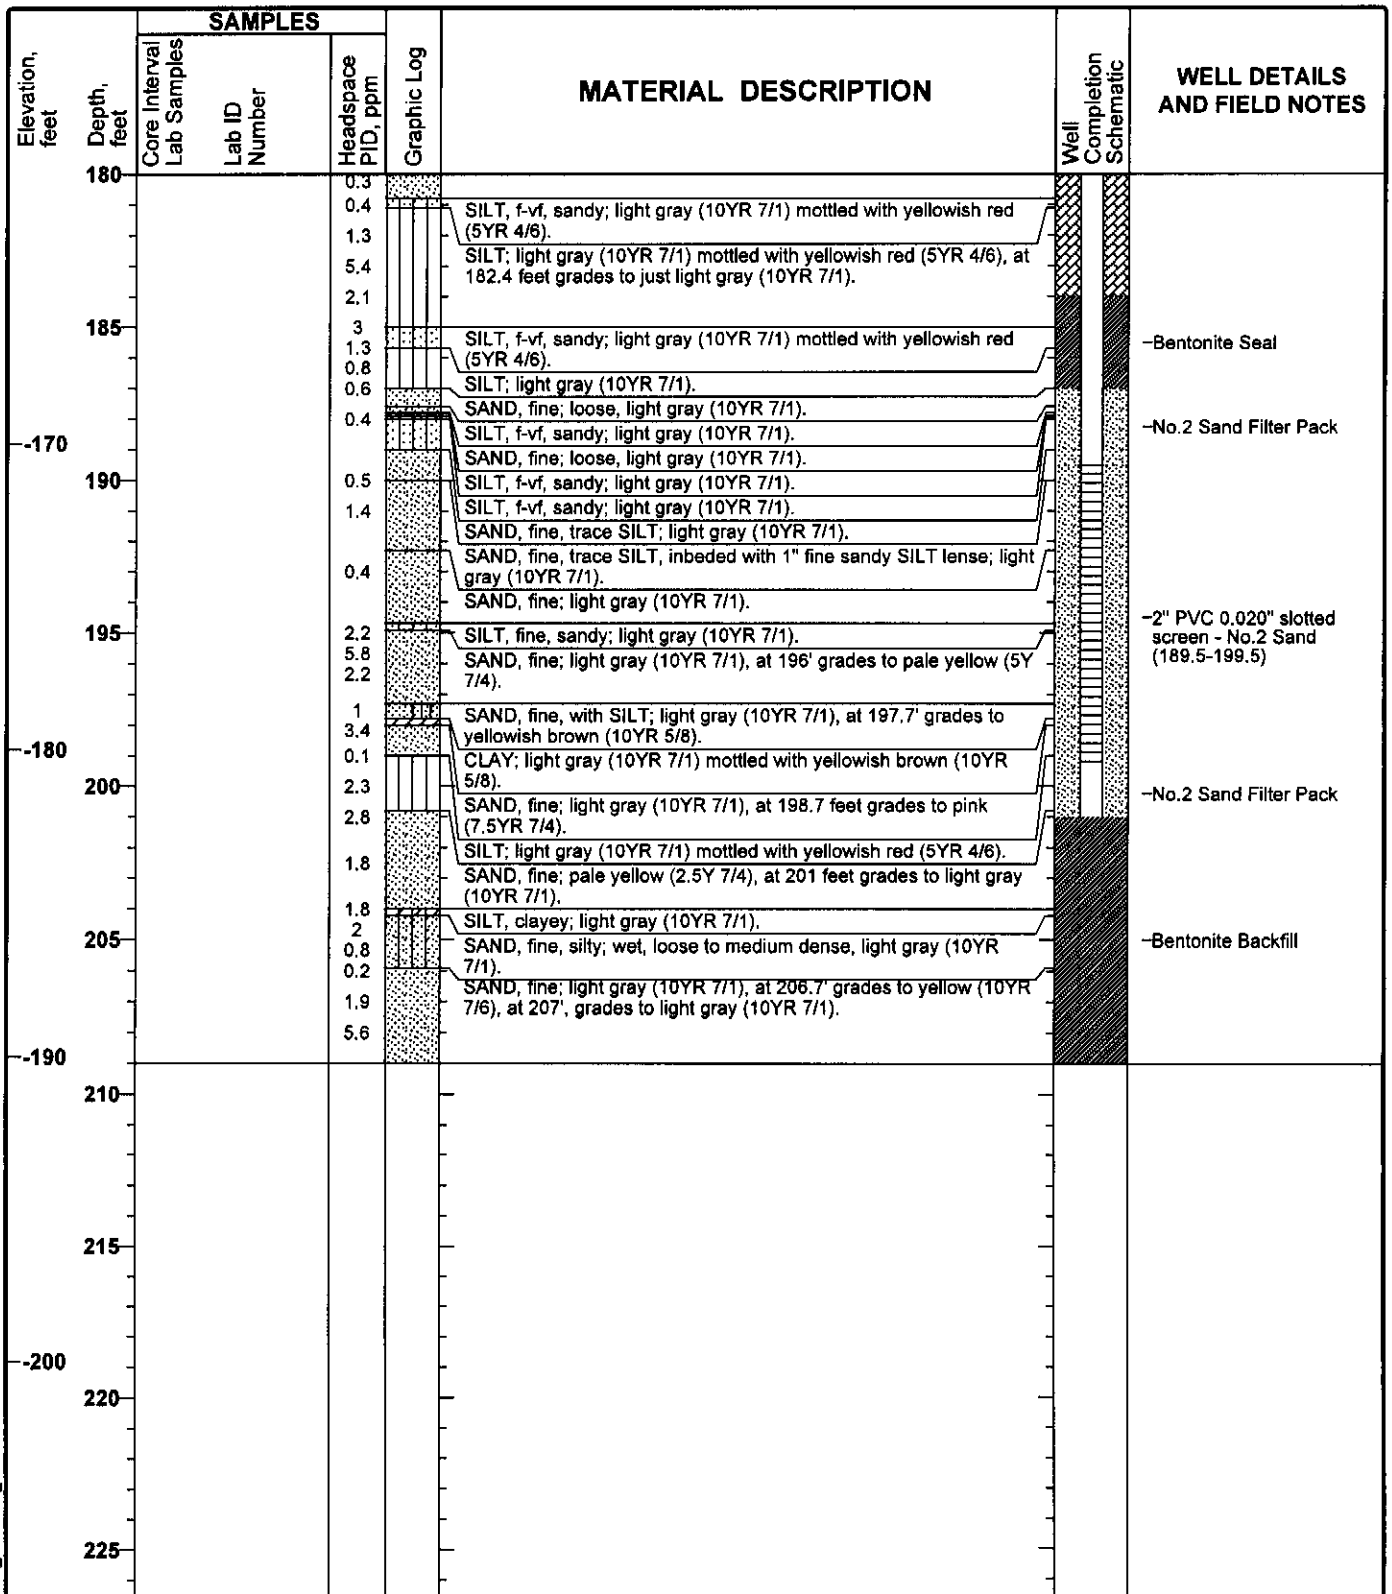 SAMPLES
Elevation,
feet
Depth,
feet
Core Interval
Lab Samples
Lab ID
Number
Headspace
PID, ppm
Graphic Log
MATERIAL DESCRIPTION
Well
Completion
Schematic
WELL DETAILS
AND FIELD NOTES
180
0.3
0.4
SILT, f-vf, sandy; light gray (10YR 7/1) mottled with yellowish red
(5YR 4/6).
1.3
SILT; light gray (10YR 7/1) mottled with yellowish red (5YR 4/6), at
5.4
182.4 feet grades to just light gray (10YR 7/1).
2.1
185
3
SILT, f-vf, sandy; light gray (10YR 7/1) mottled with yellowish red
1.3
(5YR 4/6).
Bentonite Seal
0.8
0.6
SILT; light gray (10YR 7/1).
SAND, fine; loose, light gray (10YR 7/1).
0.4
SILT, f-vf, sandy; light gray (10YR 7/1).
No.2 Sand Filter Pack
-170
SAND, fine; loose, light gray (10YR 7/1).
190
0.5
SILT, f-vf, sandy; light gray (10YR 7/1).
1.4
SILT, f-vf, sandy; light gray (10YR 7/1).
SAND, fine, trace SILT; light gray (10YR 7/1).
SAND, fine, trace SILT, inbeded with 1" fine sandy SILT lense; light
0.4
gray (10YR 7/1).
SAND, fine; light gray (10YR 7/1).
195
2.2
SILT, fine, sandy; light gray (10YR 7/1).
2" PVC 0.020" slotted
screen - No.2 Sand
(189.5-199.5)
5.8
SAND, fine; light gray (10YR 7/1), at 196' grades to pale yellow (5Y
2.2
7/4).
1
SAND, fine, with SILT; light gray (10YR 7/1), at 197.7' grades to
3.4
yellowish brown (10YR 5/8).
-180
0.1
CLAY; light gray (10YR 7/1) mottled with yellowish brown (10YR
5/8).
200
2.3
SAND, fine; light gray (10YR 7/1), at 198.7 feet grades to pink
No.2 Sand Filter Pack
2.8
(7.5YR 7/4).
SILT; light gray (10YR 7/1) mottled with yellowish red (5YR 4/6).
1.8
SAND, fine; pale yellow (2.5Y 7/4), at 201 feet grades to light gray
(10YR 7/1).
1.8
SILT, clayey; light gray (10YR 7/1).
2
205
0.8
SAND, fine, silty; wet, loose to medium dense, light gray (10YR
Bentonite Backfill
7/1).
0.2
SAND, fine; light gray (10YR 7/1), at 206.7' grades to yellow (10YR
1.9
7/6), at 207', grades to light gray (10YR 7/1).
5.6
-190
210
215
-200
220
225